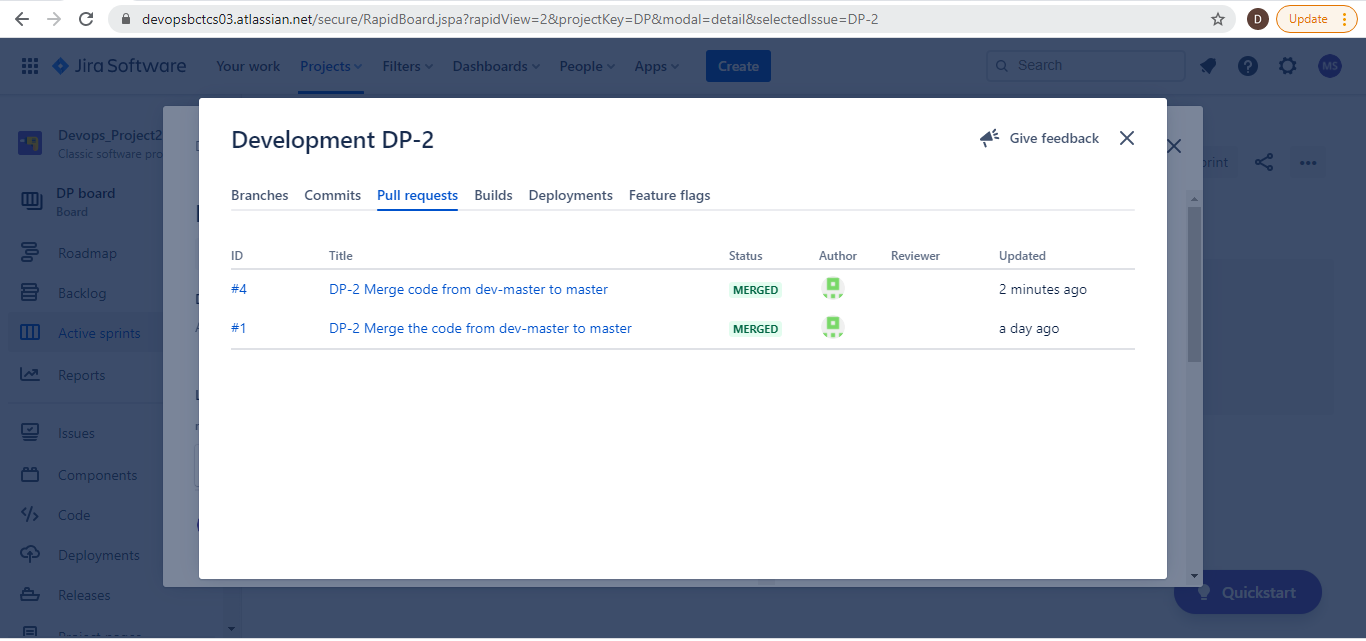 devopsbctcs03.atlassian.net/secure/RapidBoard.jspa?rapidView=2&projectKey=DP&modal=detail&selectedIssue=DP-2
D
Update
Jira Software
Your work
Projects
Filters
Dashboards
People
Apps
Create
Search
MS
Devops_Project2
Classic software pro
DP board
Board
Roadmap
Backlog
Active sprints
Reports
Issues
Components
Code
Deployments
Releases
Project pages
Development DP-2
Give feedback
Branches
Commits
Pull requests
Builds
Deployments
Feature flags
ID Title Status Author Reviewer Updated
#4 DP-2 Merge code from dev-master to master MERGED 2 minutes ago
#1 DP-2 Merge the code from dev-master to master MERGED a day ago
Quickstart